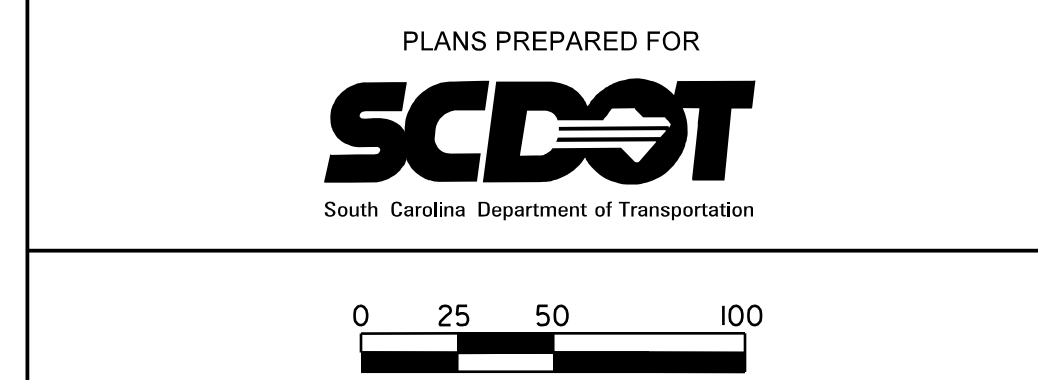 PLANS PREPARED FOR
SCDOT
South Carolina Department of Transportation
0 25 50 100